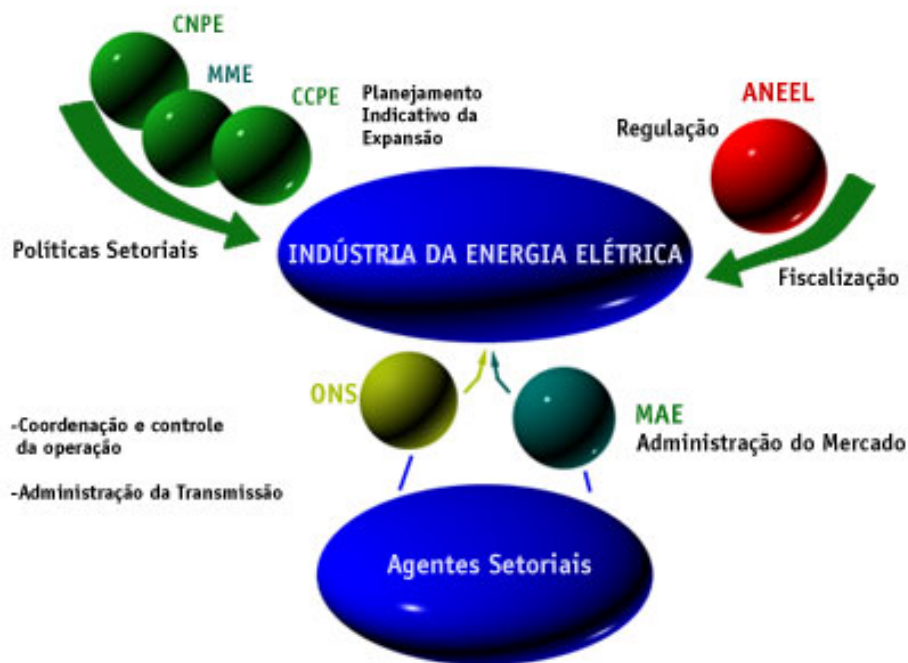 CNPE
MME
CCPE
Planejamento
Indicativo da
Expansão
ANEEL
Regulação
Políticas Setoriais
INDÚSTRIA DA ENERGIA ELÉTRICA
Fiscalização
ONS
-Coordenação e controle
da operação
-Administração da Transmissão
MAE
Administração do Mercado
Agentes Setoriais